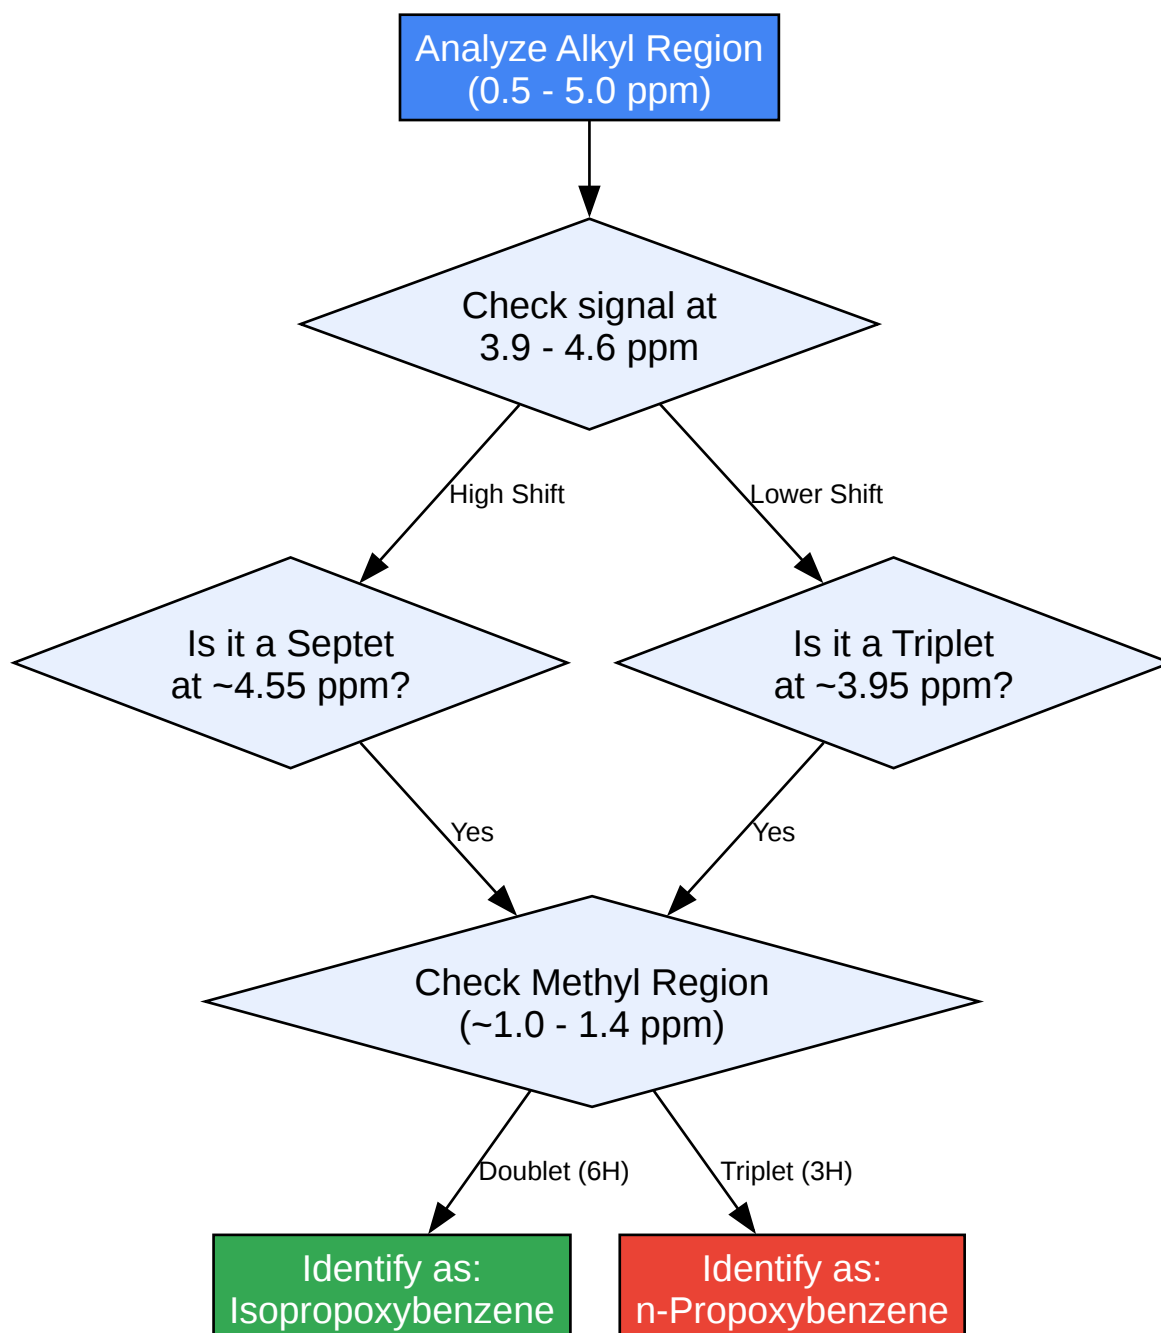 Analyze Alkyl Region
(0.5 - 5.0 ppm)
Check signal at
3.9 - 4.6 ppm
High Shift
Lower Shift
Is it a Septet
at ~4.55 ppm?
Is it a Triplet
at ~3.95 ppm?
Yes
Yes
Check Methyl Region
(~1.0 - 1.4 ppm)
Doublet (6H)
Triplet (3H)
Identify as:
Isopropoxybenzene
Identify as:
n-Propoxybenzene